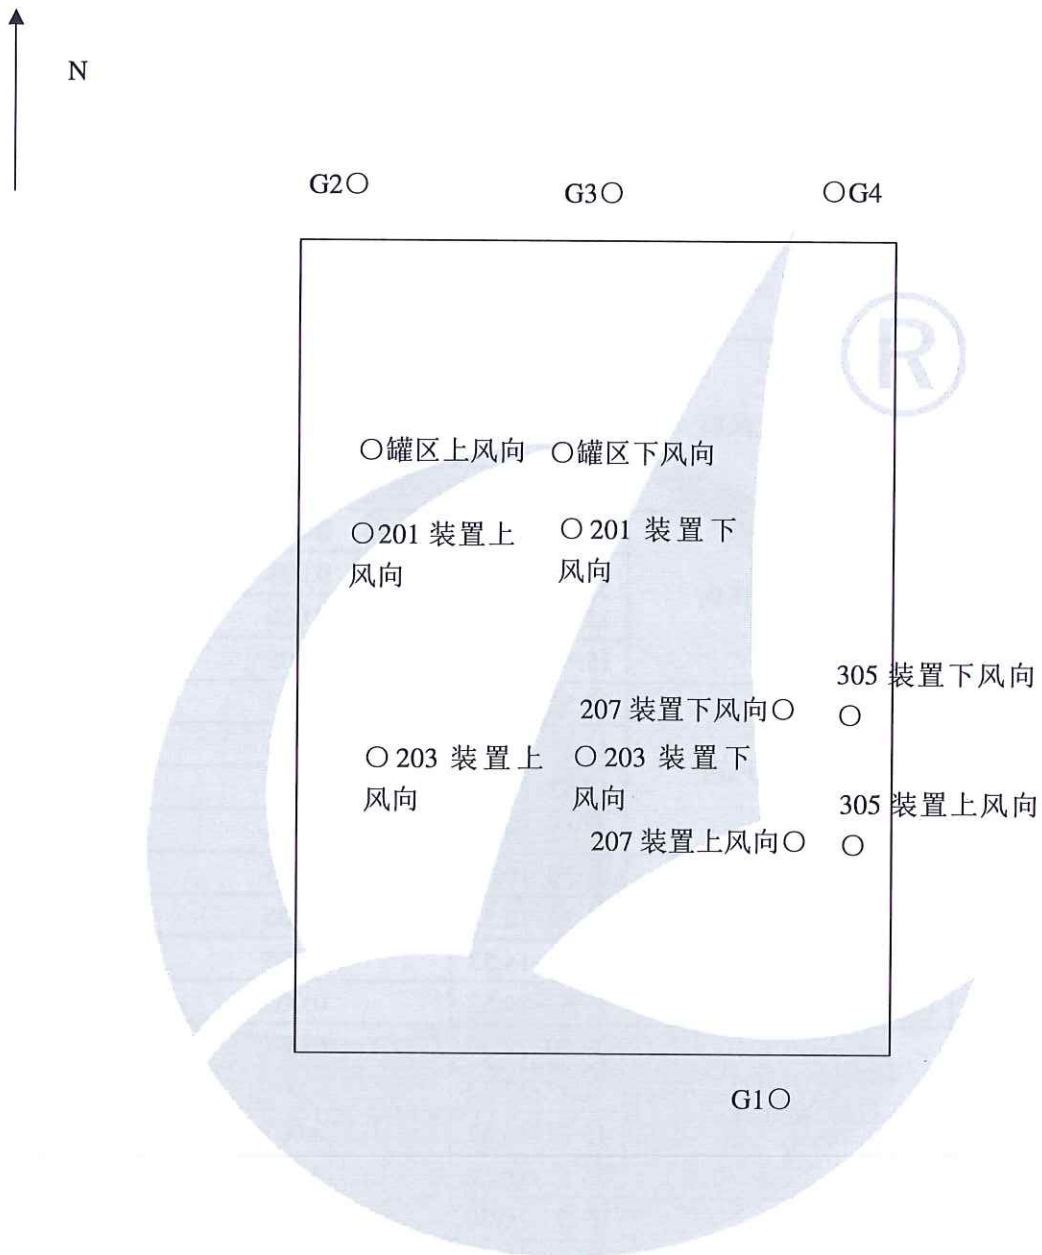 N
G2○ G3○ ○G4
®
○罐区上风向 ○罐区下风向
○201 装置上 ○201 装置下
风向 风向
305 装置下风向
207 装置下风向○ ○
○203 装置上 ○203 装置下
风向 风向
305 装置上风向
207 装置上风向○ ○
G1○